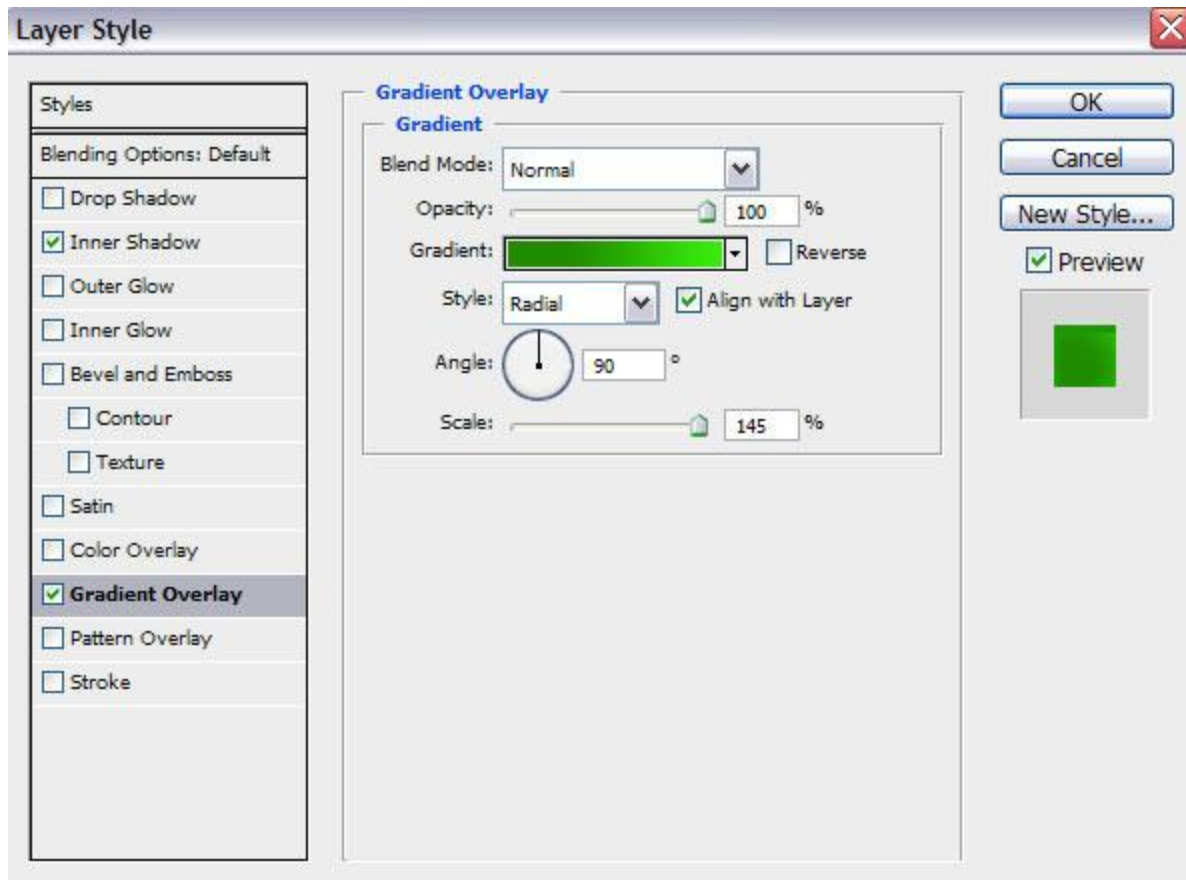 Layer Style
Styles
Blending Options: Default
Drop Shadow
Inner Shadow
Outer Glow
Inner Glow
Bevel and Emboss
Contour
Texture
Satin
Color Overlay
Gradient Overlay
Pattern Overlay
Stroke
Gradient Overlay
Gradient
Blend Mode: Normal
Opacity: 100 %
Gradient: Reverse
Style: Radial Align with Layer
Angle: 90 °
Scale: 145 %
OK
Cancel
New Style...
Preview